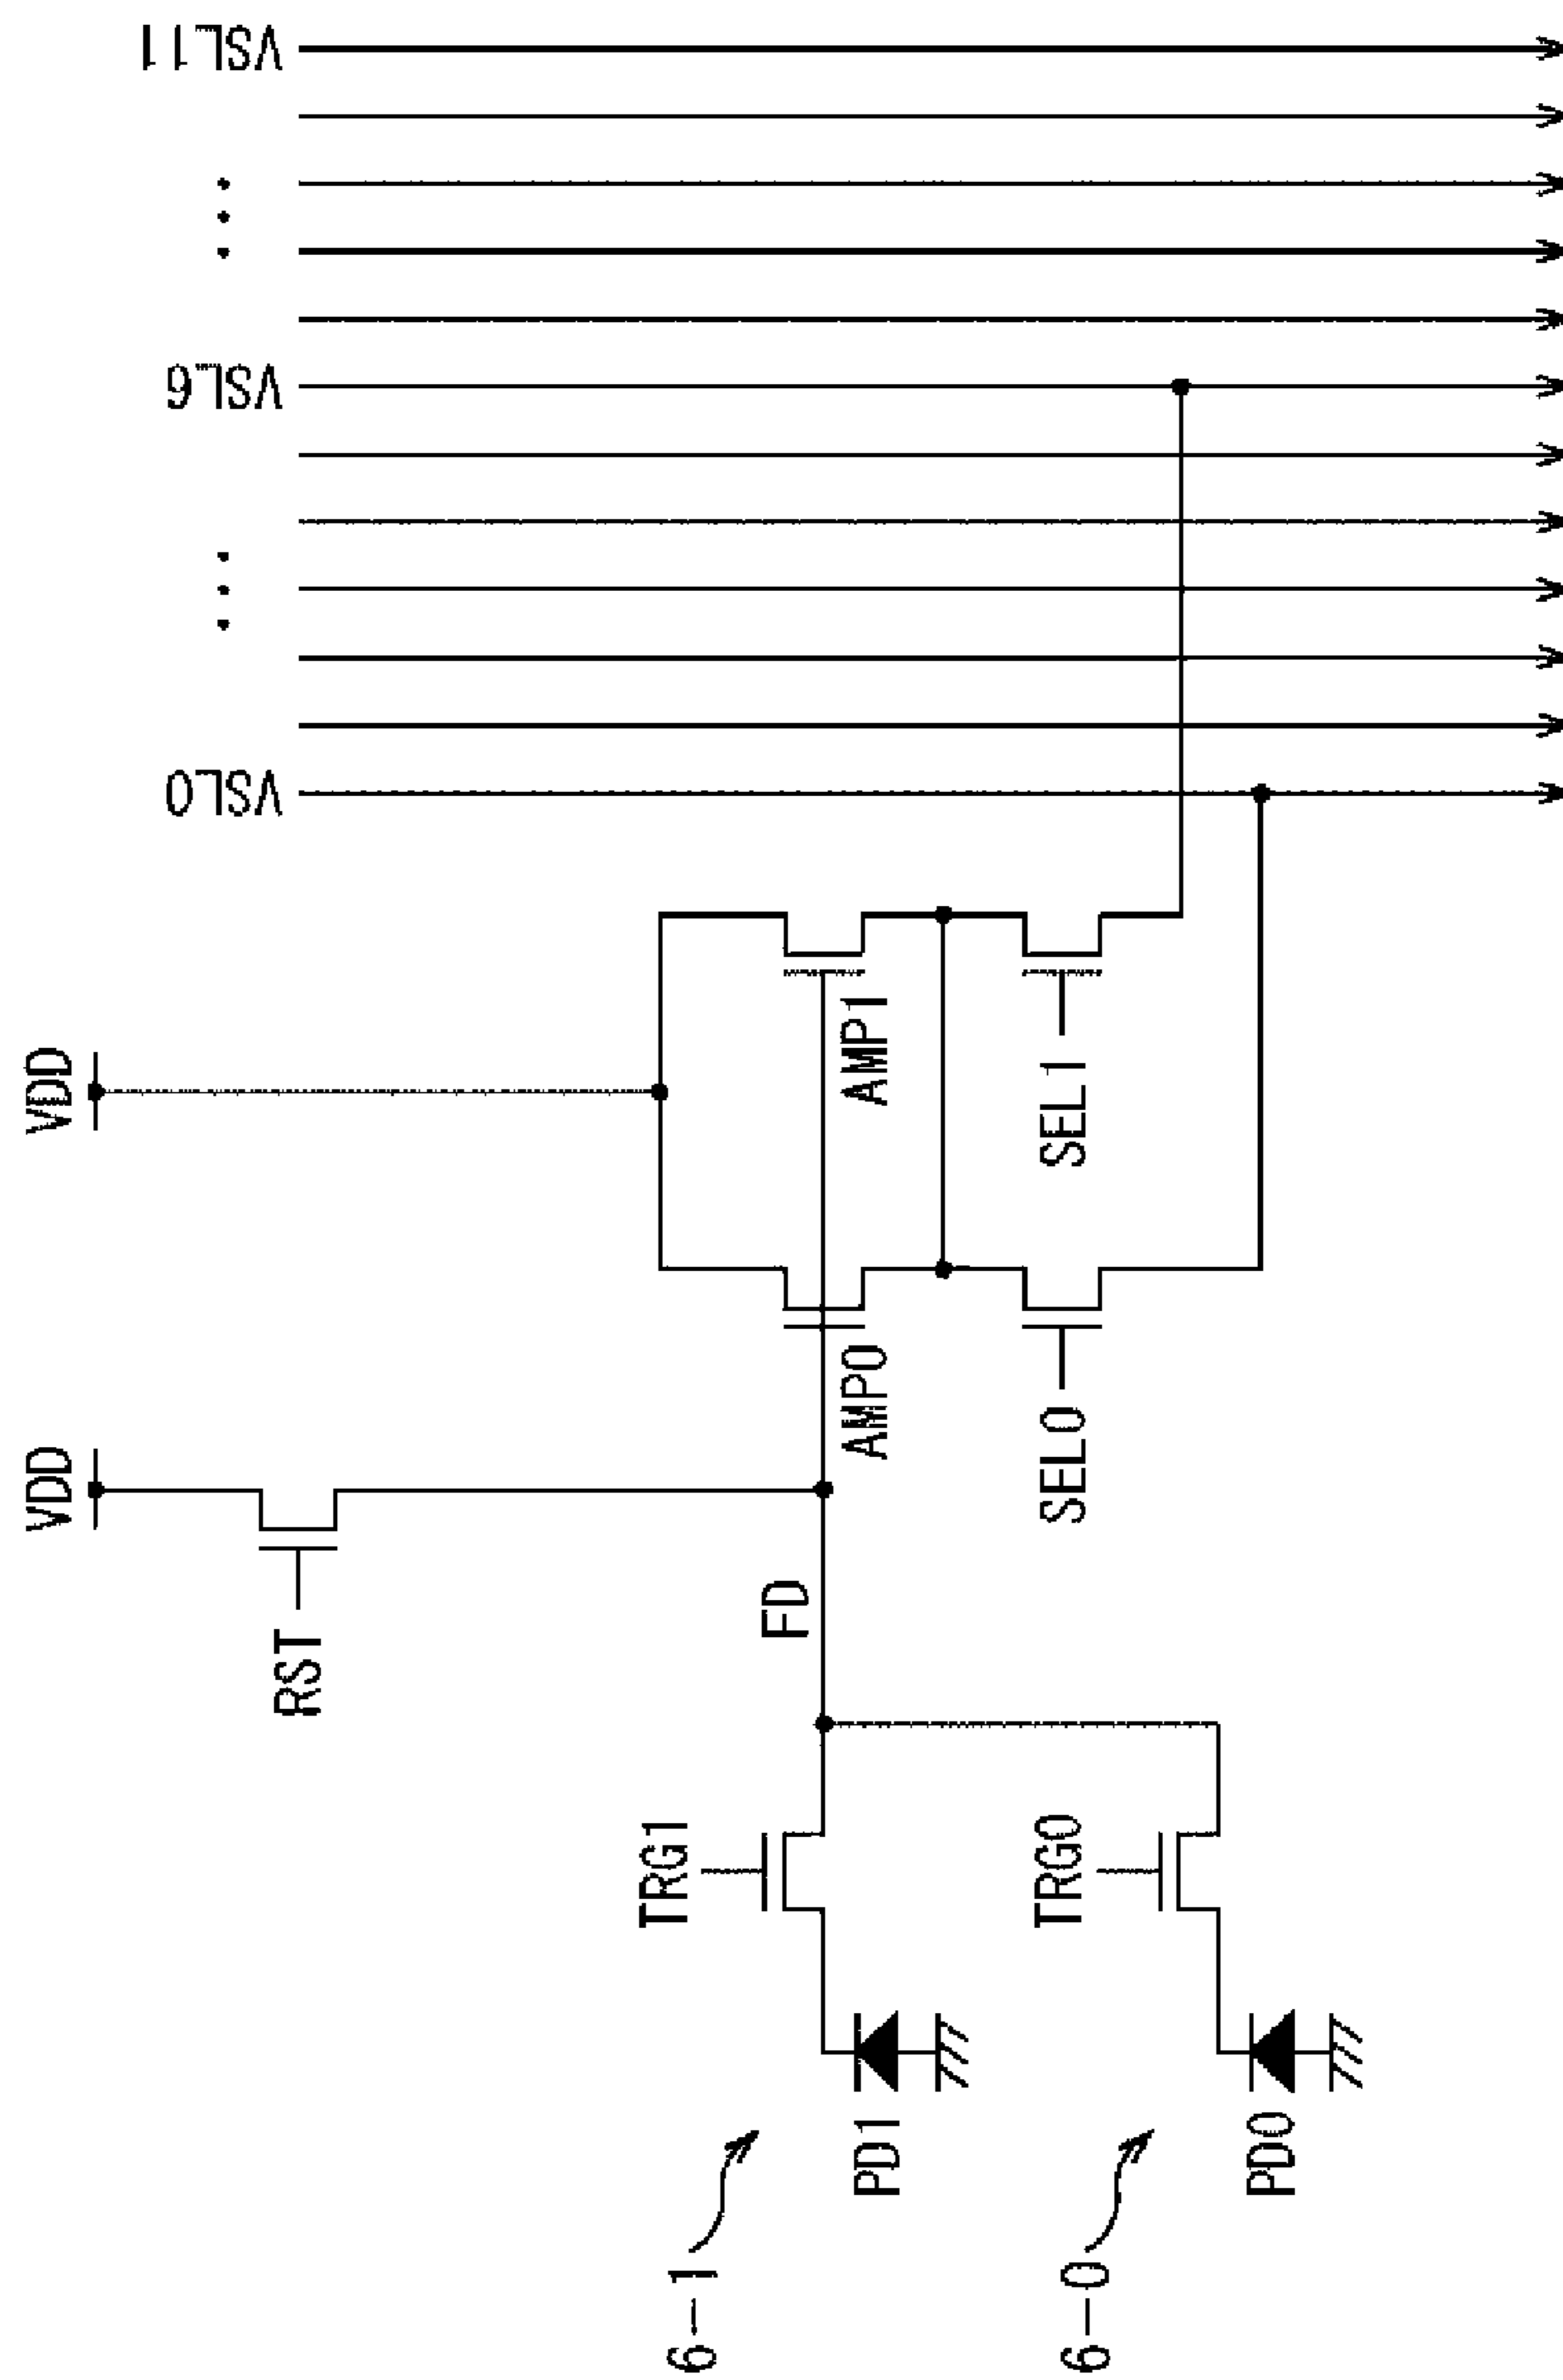 VSL11
VSL6
VSL0
VDD
AMP1
SEL1
VDD
AMP0
SEL0
RST
FD
TRG1
TRG0
PD1
PD0
6-1
6-0